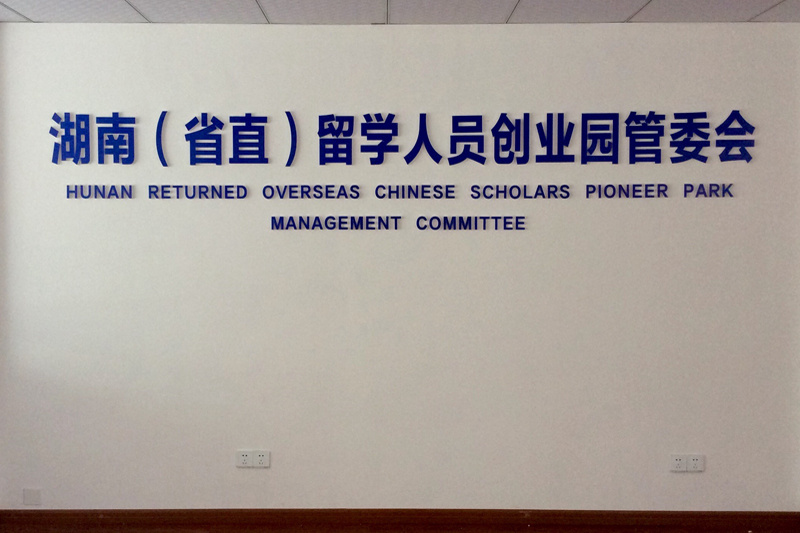 湖南（省直）留学人员创业园管委会
HUNAN RETURNED OVERSEAS CHINESE SCHOLARS PIONEER PARK
MANAGEMENT COMMITTEE